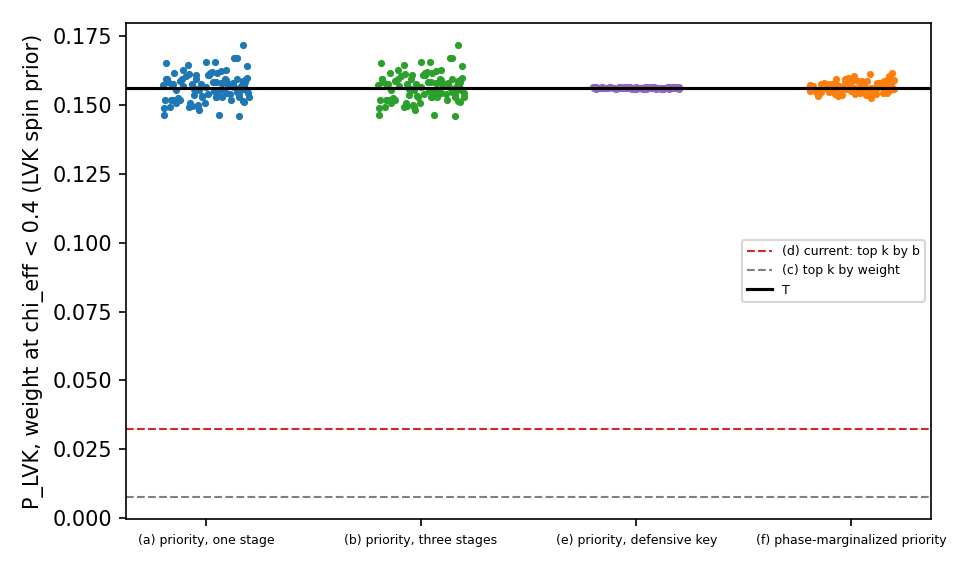 P_LVK, weight at chi_eff < 0.4 (LVK spin prior)
0.175
0.150
0.125
0.100
0.075
0.050
0.025
0.000
(d) current: top k by b
(c) top k by weight
T
(a) priority, one stage
(b) priority, three stages
(e) priority, defensive key
(f) phase-marginalized priority